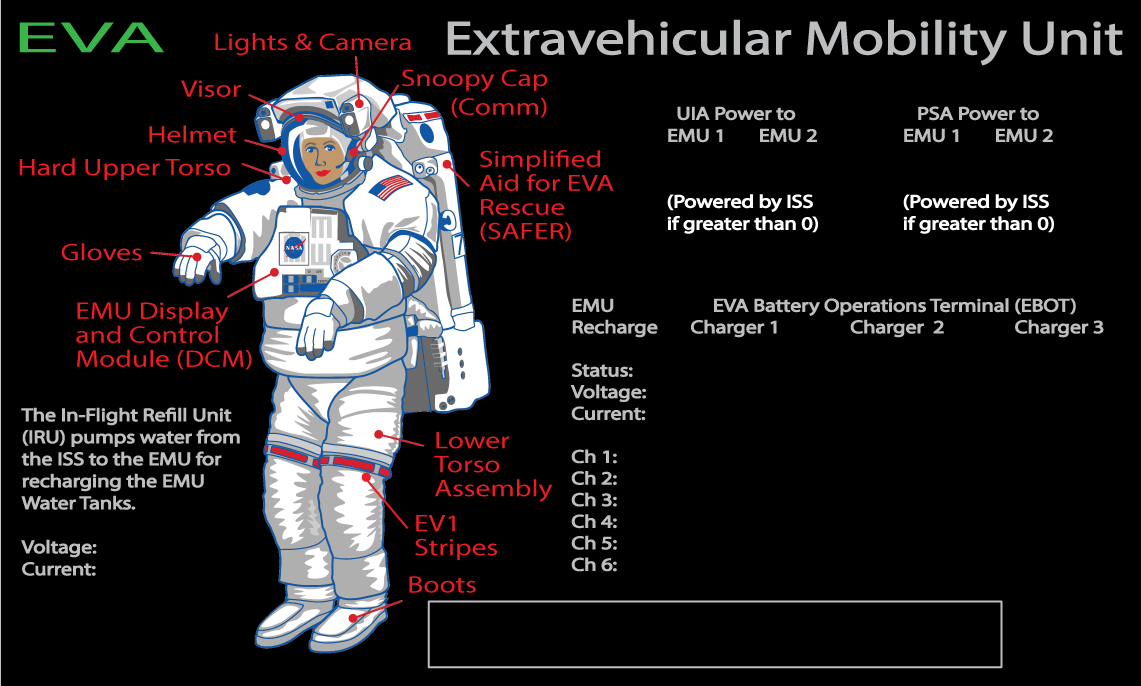 EVA
Extravehicular Mobility Unit
Lights & Camera
Snoopy Cap
(Comm)
Visor
Helmet
Hard Upper Torso
Simplified
Aid for EVA
Rescue
(SAFER)
Gloves
NASA
EMU Display
and Control
Module (DCM)
The In-Flight Refill Unit
(IRU) pumps water from
the ISS to the EMU for
recharging the EMU
Water Tanks.
Voltage:
Current:
Lower
Torso
Assembly
EV1
Stripes
Boots
UIA Power to
EMU 1 EMU 2
(Powered by ISS
if greater than 0)
PSA Power to
EMU 1 EMU 2
(Powered by ISS
if greater than 0)
EMU
Recharge
EVA Battery Operations Terminal (EBOT)
Charger 1 Charger 2 Charger 3
Status:
Voltage:
Current:
Ch 1:
Ch 2:
Ch 3:
Ch 4:
Ch 5:
Ch 6: